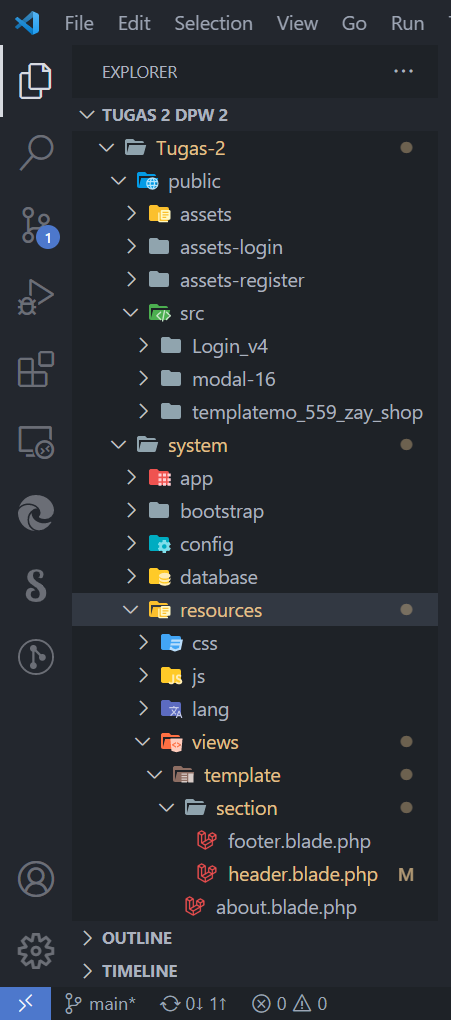 File Edit Selection View Go Run
EXPLORER
TUGAS 2 DPW 2
Tugas-2
public
assets
assets-login
assets-register
src
Login_v4
modal-16
templatemo_559_zay_shop
system
app
bootstrap
config
database
resources
css
js
lang
views
template
section
footer.blade.php
header.blade.php M
about.blade.php
OUTLINE
TIMELINE
1
main* 0↓ 1↑ 0 0